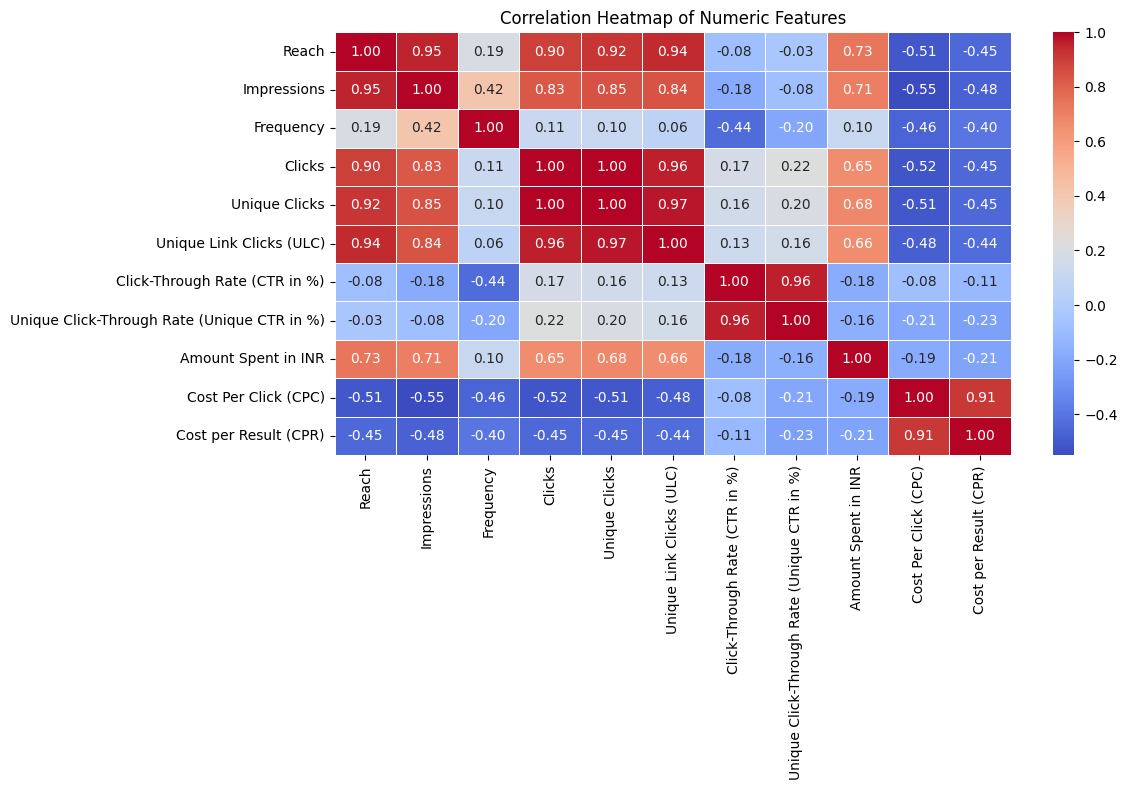 Correlation Heatmap of Numeric Features
Reach 1.00 0.95 0.19 0.90 0.92 0.94 -0.08 -0.03 0.73 -0.51 -0.45
Impressions 0.95 1.00 0.42 0.83 0.85 0.84 -0.18 -0.08 0.71 -0.55 -0.48
Frequency 0.19 0.42 1.00 0.11 0.10 0.06 -0.44 -0.20 0.10 -0.46 -0.40
Clicks 0.90 0.83 0.11 1.00 1.00 0.96 0.17 0.22 0.65 -0.52 -0.45
Unique Clicks 0.92 0.85 0.10 1.00 1.00 0.97 0.16 0.20 0.68 -0.51 -0.45
Unique Link Clicks (ULC) 0.94 0.84 0.06 0.96 0.97 1.00 0.13 0.16 0.66 -0.48 -0.44
Click-Through Rate (CTR in %) -0.08 -0.18 -0.44 0.17 0.16 0.13 1.00 0.96 -0.18 -0.08 -0.11
Unique Click-Through Rate (Unique CTR in %) -0.03 -0.08 -0.20 0.22 0.20 0.16 0.96 1.00 -0.16 -0.21 -0.23
Amount Spent in INR 0.73 0.71 0.10 0.65 0.68 0.66 -0.18 -0.16 1.00 -0.19 -0.21
Cost Per Click (CPC) -0.51 -0.55 -0.46 -0.52 -0.51 -0.48 -0.08 -0.21 -0.19 1.00 0.91
Cost per Result (CPR) -0.45 -0.48 -0.40 -0.45 -0.45 -0.44 -0.11 -0.23 -0.21 0.91 1.00
Reach
Impressions
Frequency
Clicks
Unique Clicks
Unique Link Clicks (ULC)
Click-Through Rate (CTR in %)
Unique Click-Through Rate (Unique CTR in %)
Amount Spent in INR
Cost Per Click (CPC)
Cost per Result (CPR)
1.0
0.8
0.6
0.4
0.2
0.0
−0.2
−0.4